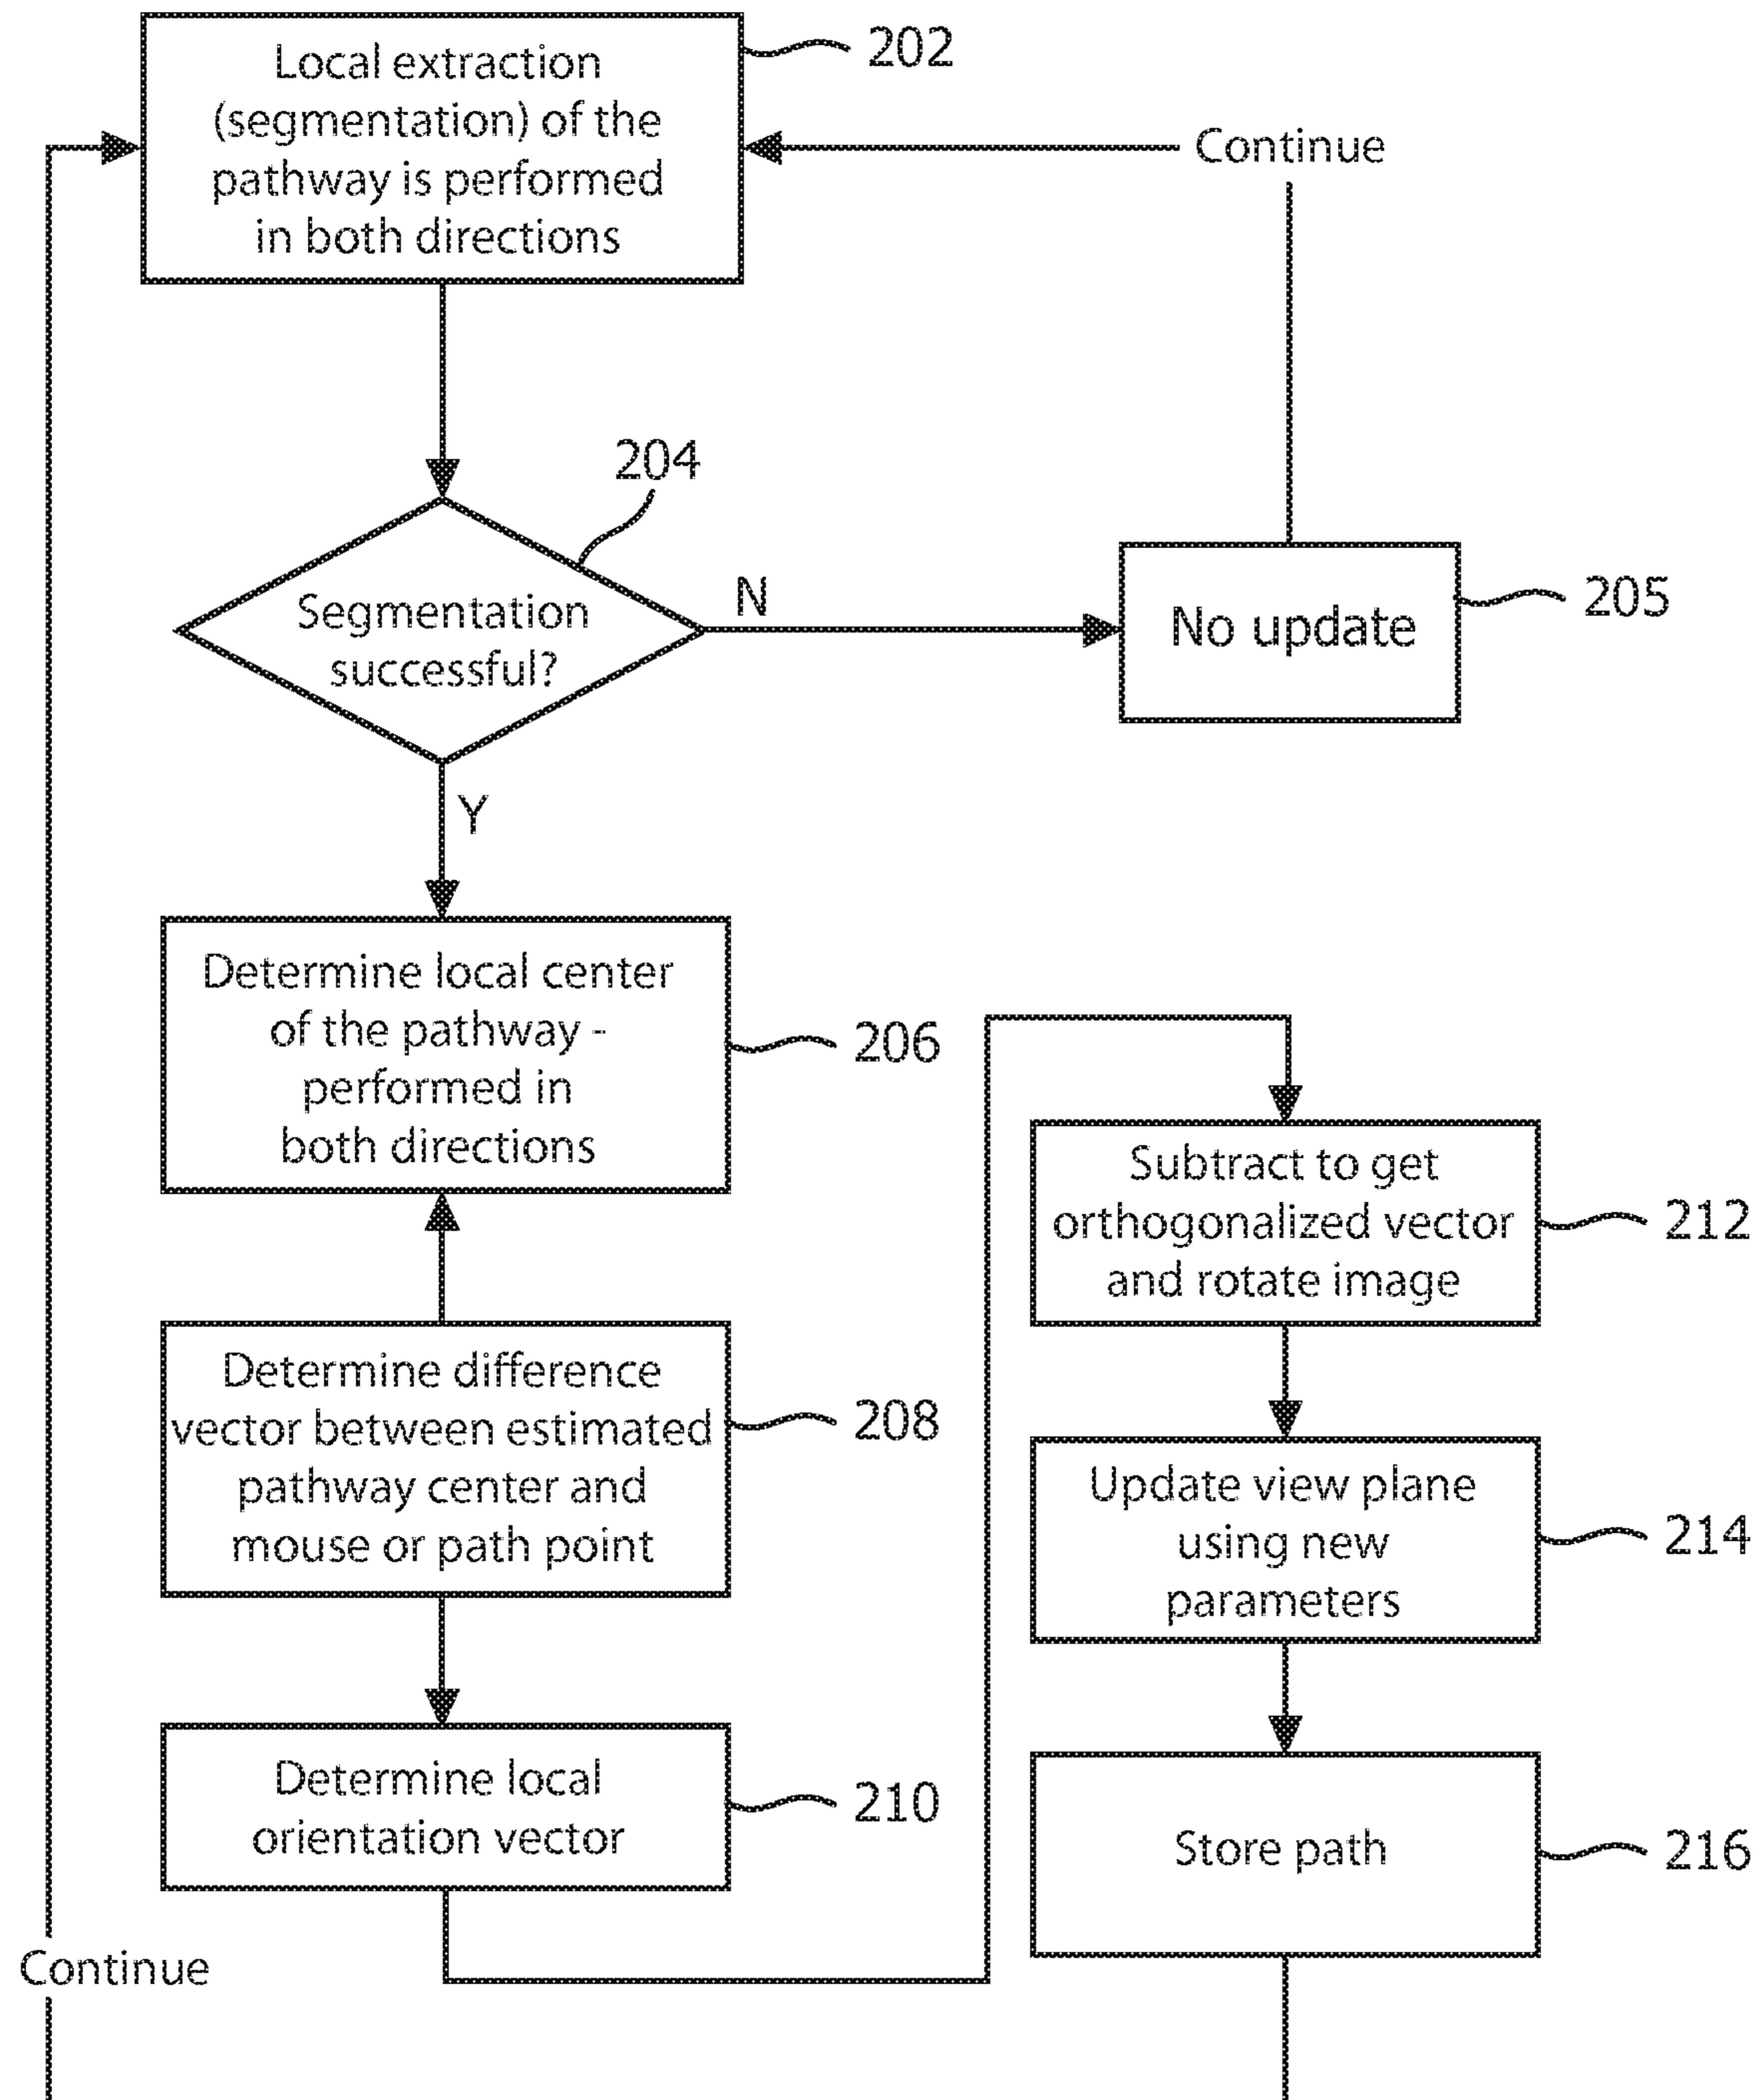 Local extraction
(segmentation) of the
pathway is performed
in both directions
202
Continue
204
Segmentation
successful?
N
No update
205
Y
Determine local center
of the pathway -
performed in
both directions
206
Determine difference
vector between estimated
pathway center and
mouse or path point
208
Determine local
orientation vector
210
Subtract to get
orthogonalized vector
and rotate image
212
Update view plane
using new
parameters
214
Store path
216
Continue